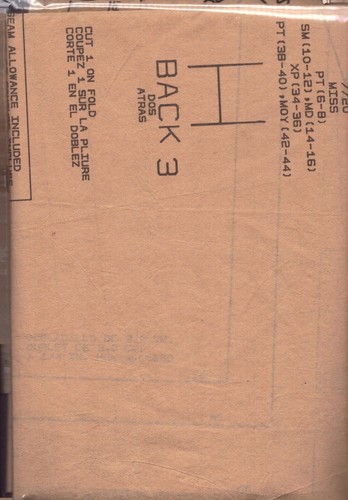 MISS
PT(6-8)
SM(10-12),MD(14-16)
XP(34-36)
PT(38-40),MOY(42-44)
H
BACK 3
DOS
ATRAS
CUT 1 ON FOLD
COUPEZ 1 SUR LA PLIURE
CORTE 1 EN EL DOBLEZ
SEAM ALLOWANCE INCLUDED